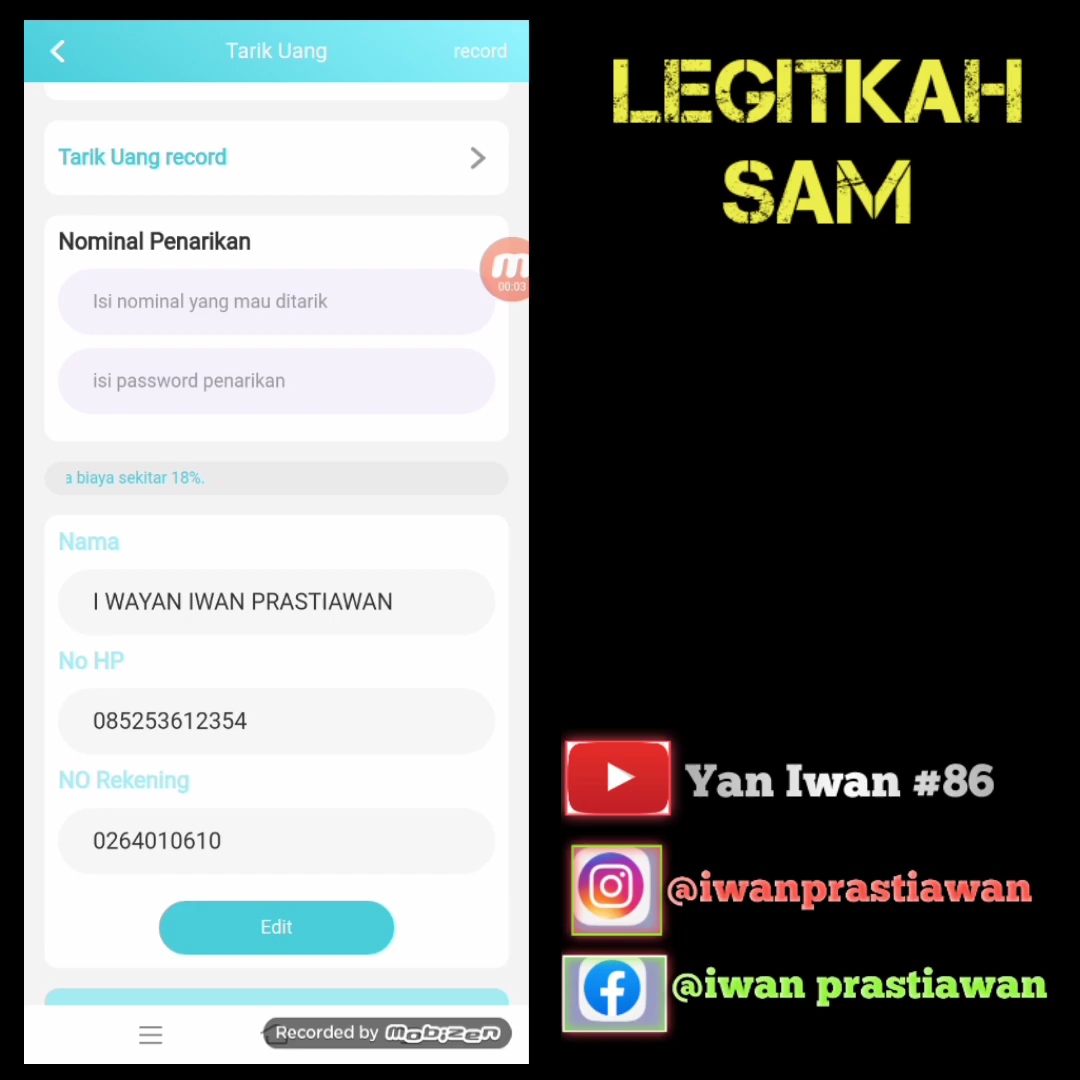 Tarik Uang
record
Tarik Uang record
Nominal Penarikan
Isi nominal yang mau ditarik
isi password penarikan
a biaya sekitar 18%.
Nama
I WAYAN IWAN PRASTIAWAN
No HP
085253612354
NO Rekening
0264010610
Edit
00:03
Recorded by mobizen
LEGITKAH
SAM
Yan Iwan #86
@iwanprastiawan
@iwan prastiawan